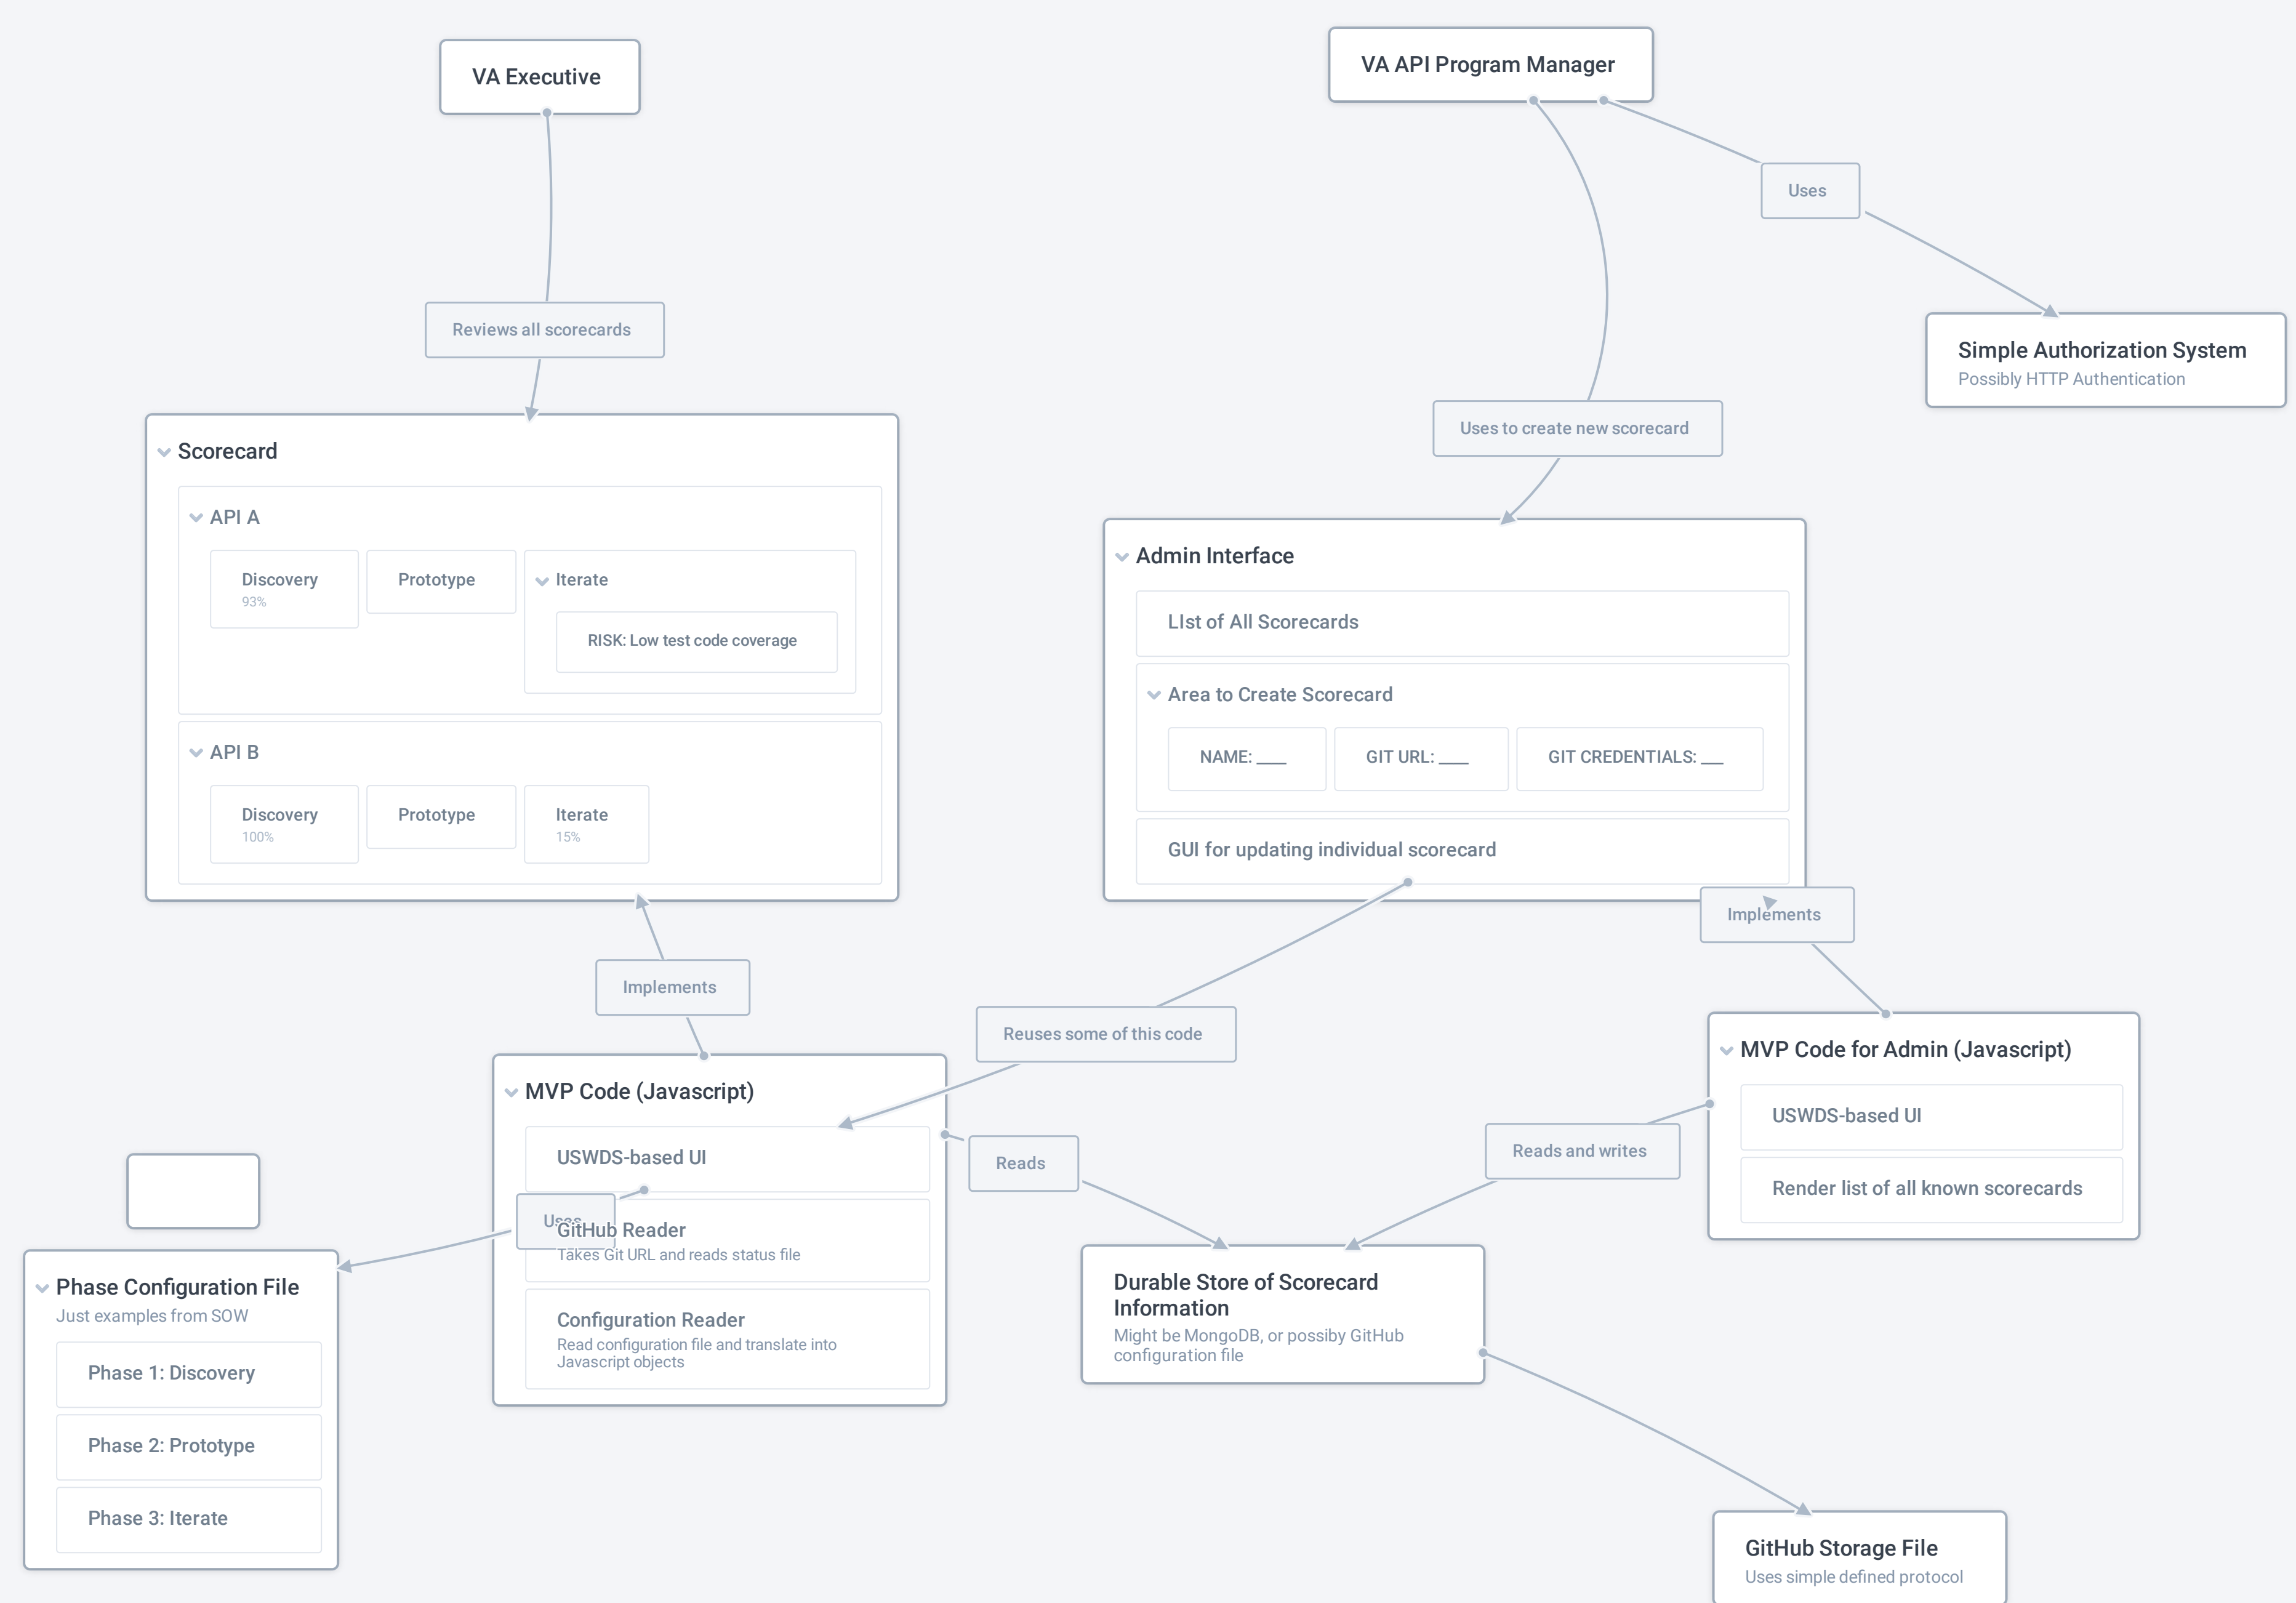 VA Executive
VA API Program Manager
Uses
Reviews all scorecards
Simple Authorization System
Possibly HTTP Authentication
Uses to create new scorecard
Scorecard
API A
Discovery
93%
Prototype
Iterate
RISK: Low test code coverage
API B
Discovery
100%
Prototype
Iterate
15%
Admin Interface
LIst of All Scorecards
Area to Create Scorecard
NAME: ____
GIT URL: ____
GIT CREDENTIALS: ___
GUI for updating individual scorecard
Implements
Implements
Reuses some of this code
MVP Code (Javascript)
USWDS-based UI
Uses
GitHub Reader
Takes Git URL and reads status file
Configuration Reader
Read configuration file and translate into
Javascript objects
Reads
Reads and writes
MVP Code for Admin (Javascript)
USWDS-based UI
Render list of all known scorecards
Phase Configuration File
Just examples from SOW
Phase 1: Discovery
Phase 2: Prototype
Phase 3: Iterate
Durable Store of Scorecard
Information
Might be MongoDB, or possiby GitHub
configuration file
GitHub Storage File
Uses simple defined protocol